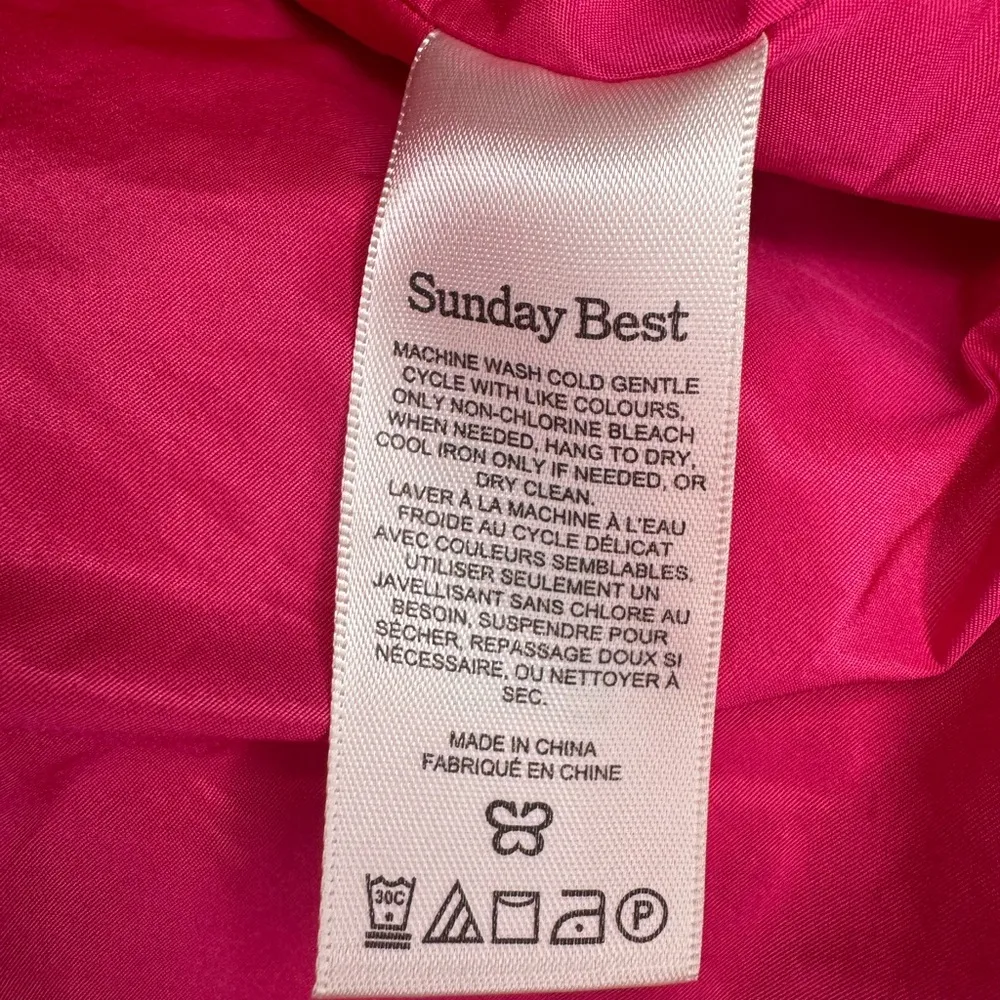 Sunday Best
MACHINE WASH COLD GENTLE
CYCLE WITH LIKE COLOURS,
ONLY NON-CHLORINE BLEACH
WHEN NEEDED, HANG TO DRY,
COOL IRON ONLY IF NEEDED, OR
DRY CLEAN.
LAVER À LA MACHINE À L'EAU
FROIDE AU CYCLE DÉLICAT
AVEC COULEURS SEMBLABLES,
UTILISER SEULEMENT UN
JAVELLISANT SANS CHLORE AU
BESOIN, SUSPENDRE POUR
SÉCHER, REPASSAGE DOUX SI
NÉCESSAIRE, OU NETTOYER À
SEC.
MADE IN CHINA
FABRIQUÉ EN CHINE
30C P